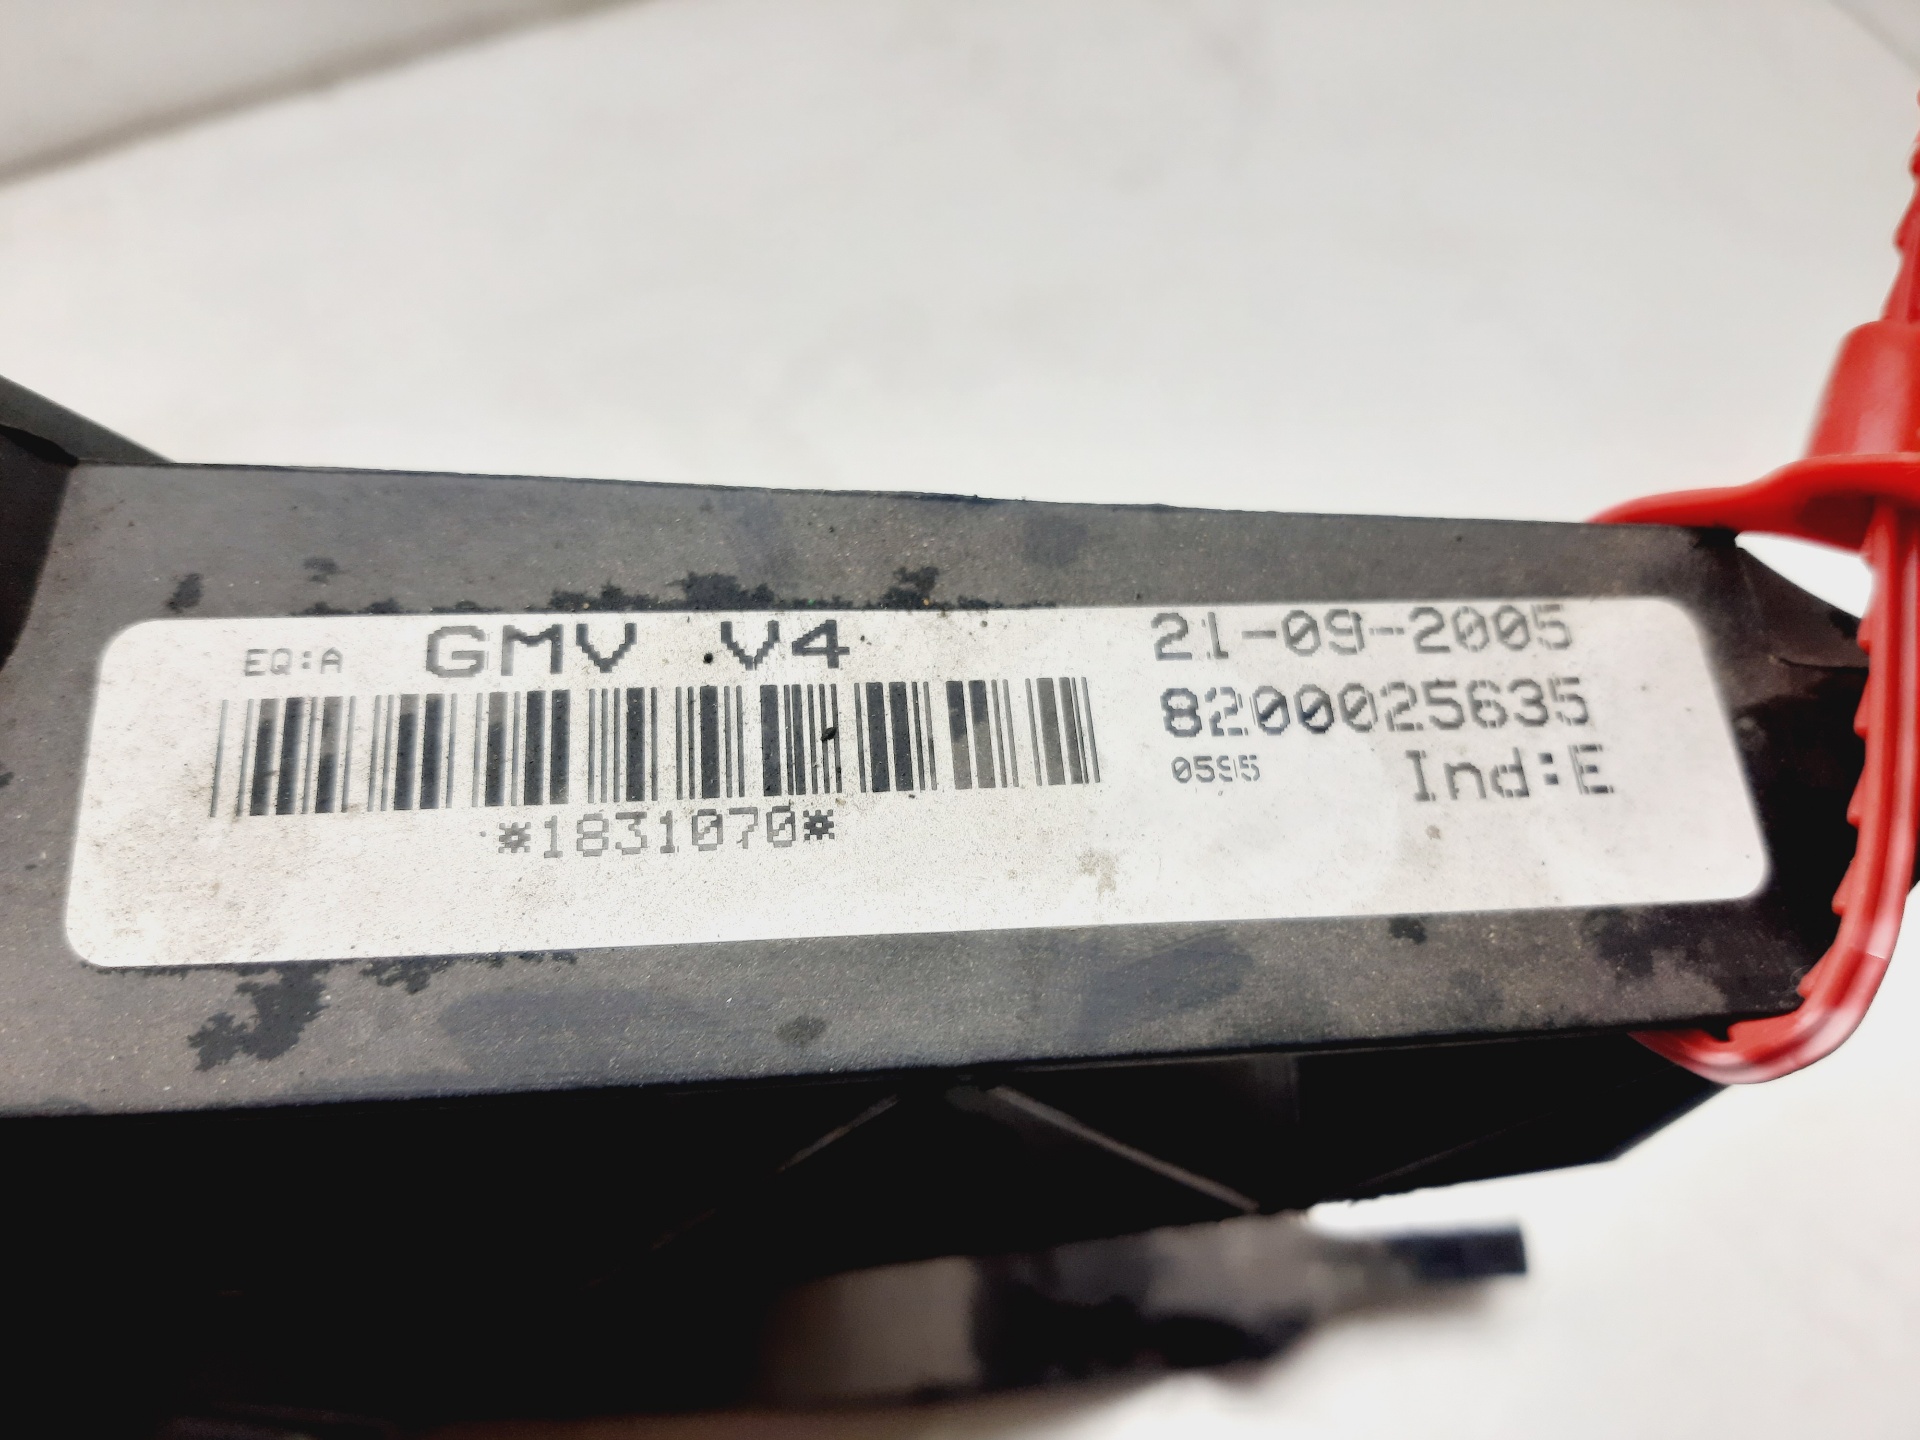 EQ:A GMV V4 21-09-2005
8200025635
0595 Ind:E
*1831070*